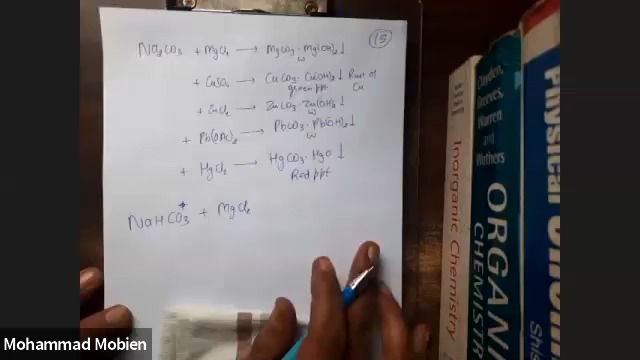 (15)
Na2CO3 + MgCl2 → MgCO3 · Mg(OH)2 ↓
w
+ CuSO4 → CuCO3 · Cu(OH)2 ↓ Rust of Cu
green ppt
+ ZnCl2 → ZnCO3 · Zn(OH)2 ↓
w
+ Pb(OAc)2 → PbCO3 · Pb(OH)2 ↓
w
+ HgCl2 → HgCO3 · HgO ↓
Red ppt
NaHCO3 + MgCl2
Inorganic Chemistry
Clayden, Greeves, Warren and Wothers
ORGAN
CHEMISTRY
Mohammad Mobien